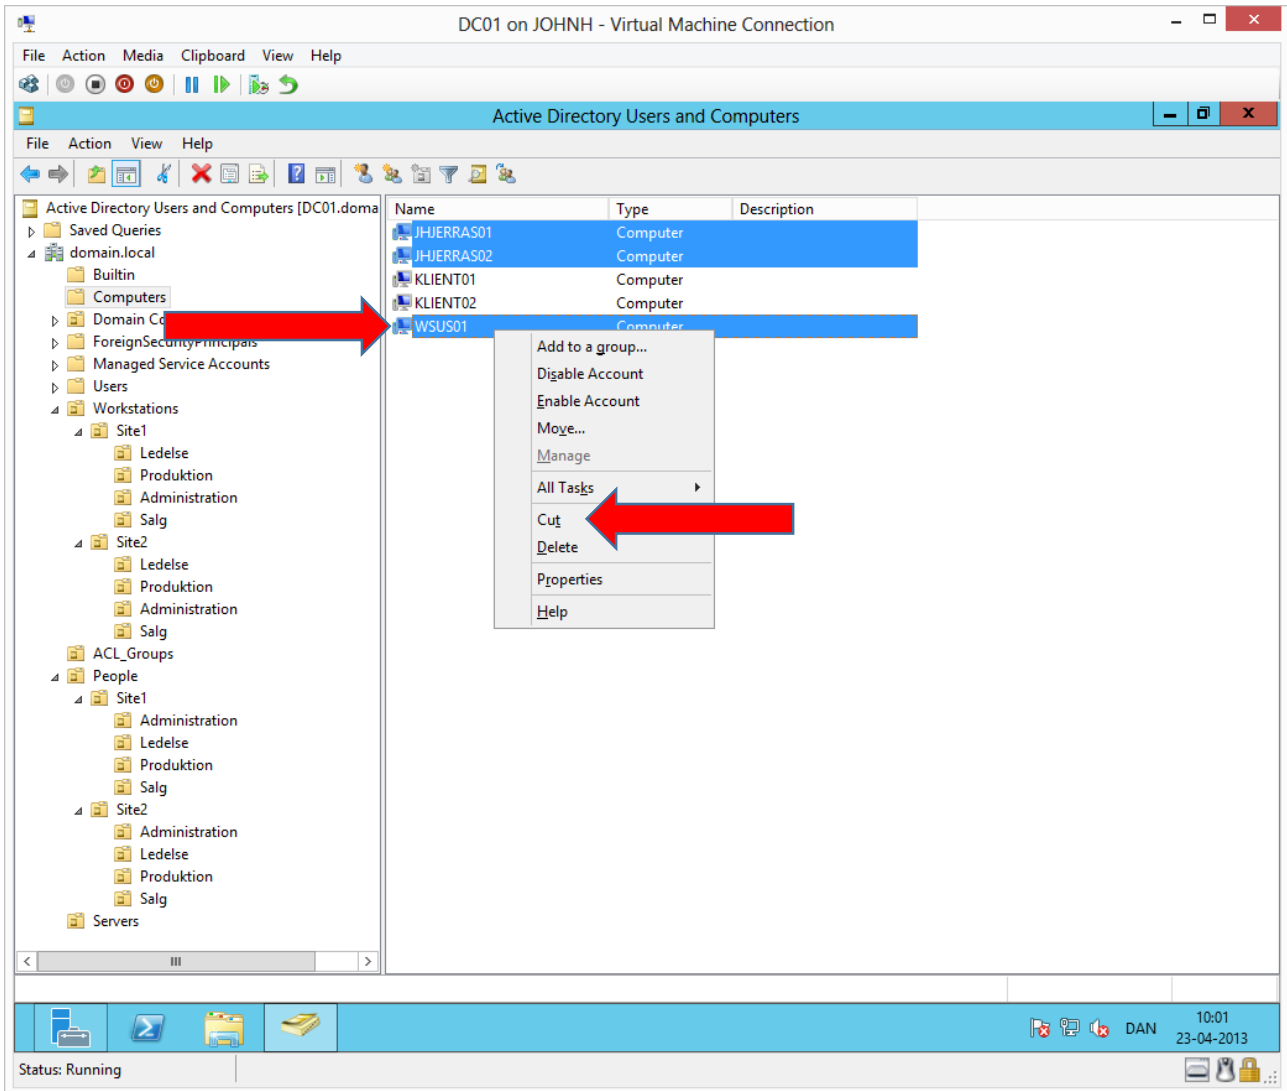 DC01 on JOHNH - Virtual Machine Connection
File Action Media Clipboard View Help
Active Directory Users and Computers
File Action View Help
Active Directory Users and Computers [DC01.doma
Saved Queries
domain.local
Builtin
Computers
Domain Co
ForeignSecurityPrincipals
Managed Service Accounts
Users
Workstations
Site1
Ledelse
Produktion
Administration
Salg
Site2
Ledelse
Produktion
Administration
Salg
ACL_Groups
People
Site1
Administration
Ledelse
Produktion
Salg
Site2
Administration
Ledelse
Produktion
Salg
Servers
Name Type Description
JHJERRAS01 Computer
JHJERRAS02 Computer
KLIENT01 Computer
KLIENT02 Computer
WSUS01 Computer
Add to a group...
Disable Account
Enable Account
Move...
Manage
All Tasks
Cut
Delete
Properties
Help
DAN
10:01
23-04-2013
Status: Running